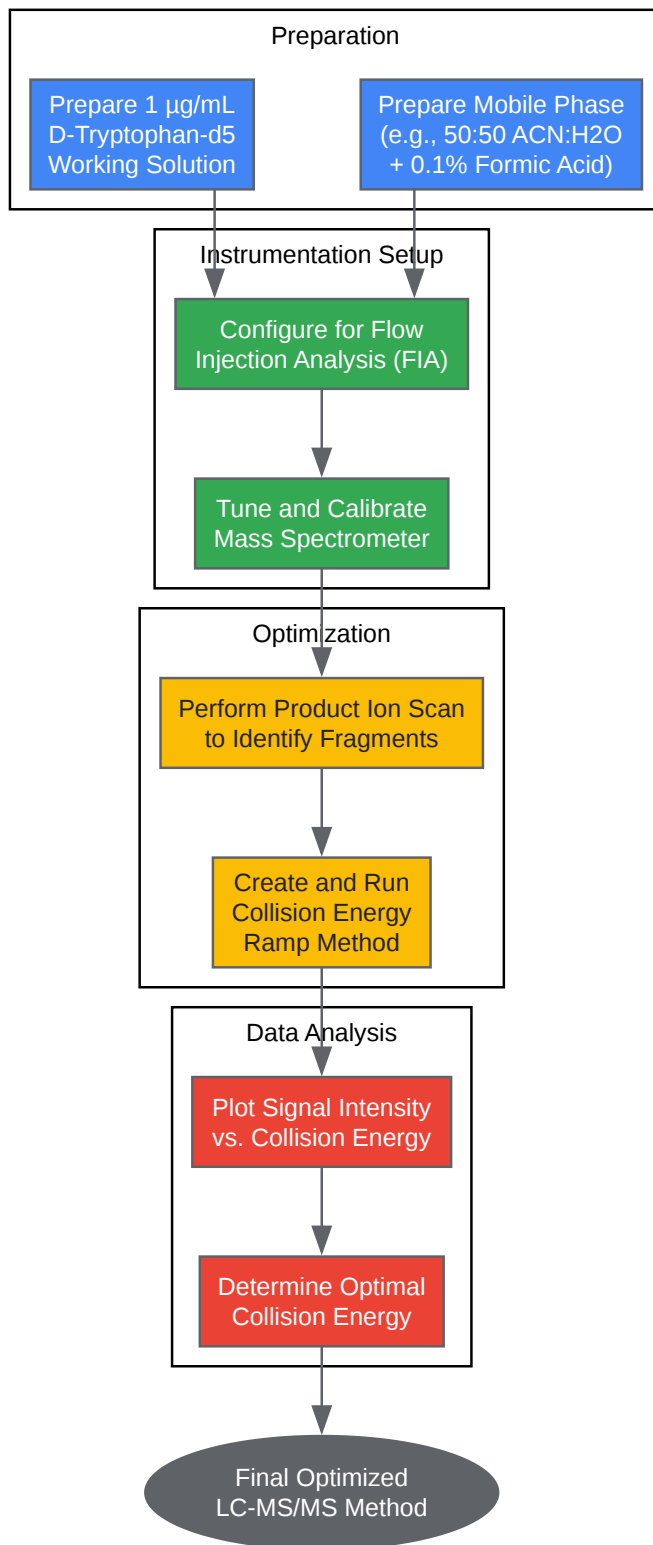 Preparation
Prepare 1 µg/mL
D-Tryptophan-d5
Working Solution
Prepare Mobile Phase
(e.g., 50:50 ACN:H2O
+ 0.1% Formic Acid)
Instrumentation Setup
Configure for Flow
Injection Analysis (FIA)
Tune and Calibrate
Mass Spectrometer
Optimization
Perform Product Ion Scan
to Identify Fragments
Create and Run
Collision Energy
Ramp Method
Data Analysis
Plot Signal Intensity
vs. Collision Energy
Determine Optimal
Collision Energy
Final Optimized
LC-MS/MS Method